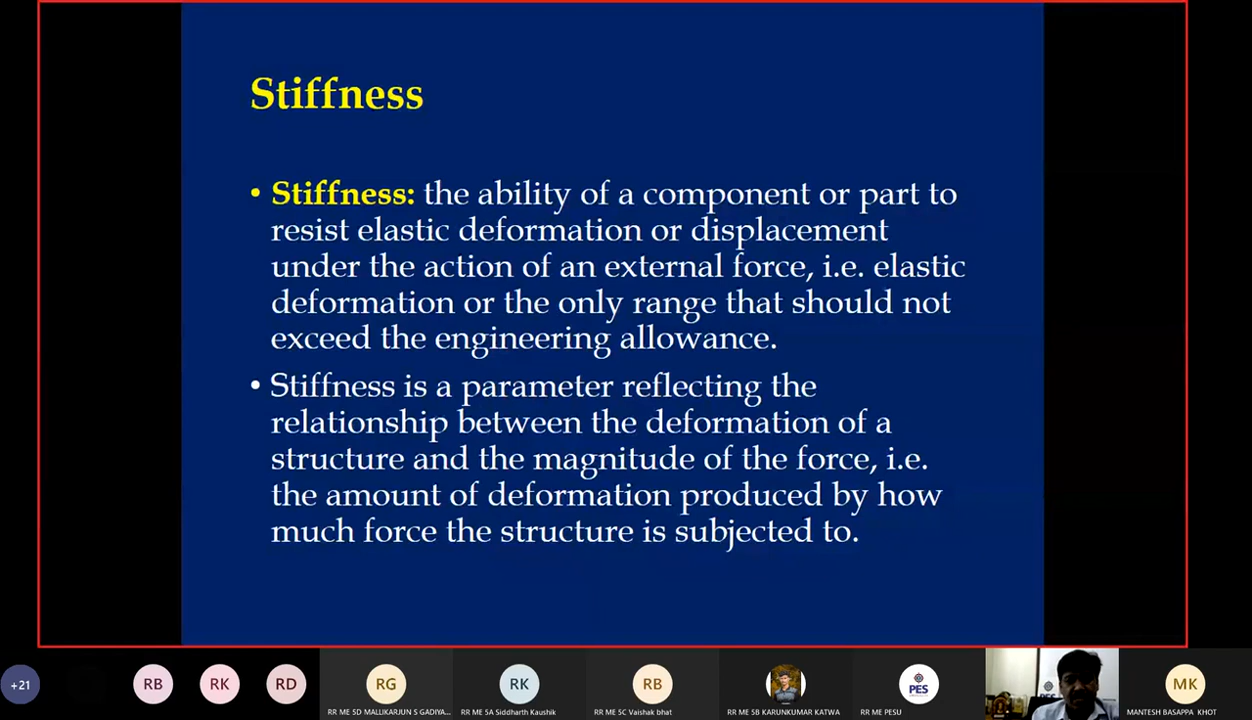 Stiffness
• Stiffness: the ability of a component or part to
resist elastic deformation or displacement
under the action of an external force, i.e. elastic
deformation or the only range that should not
exceed the engineering allowance.
• Stiffness is a parameter reflecting the
relationship between the deformation of a
structure and the magnitude of the force, i.e.
the amount of deformation produced by how
much force the structure is subjected to.
+21
RB
RK
RD
RG
RK
RB
PES
MK
RR ME 5D MALLIKARJUN S GADIYA...
RR ME 5A Siddharth Kaushik
RR ME 5C Vaishak bhat
RR ME 5B KARUNKUMAR KATWA
RR ME PESU
MANTESH BASAPPA KHOT